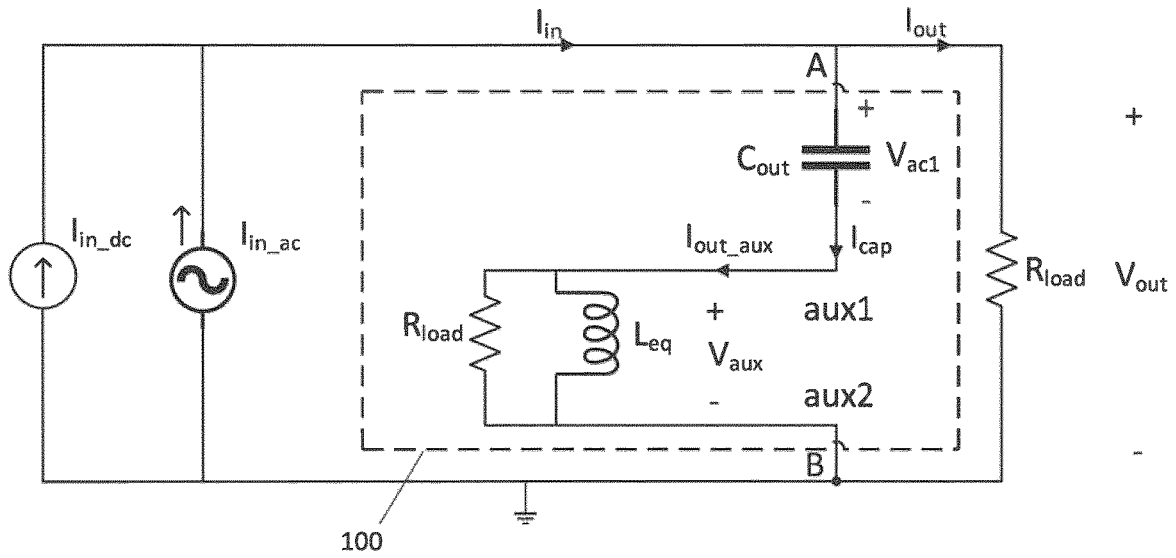 I_in
I_out
A
+
C_out
V_ac1
+
-
I_in_dc
I_in_ac
I_out_aux
I_cap
R_load
V_out
R_load
L_eq
+
aux1
V_aux
-
aux2
B
-
100